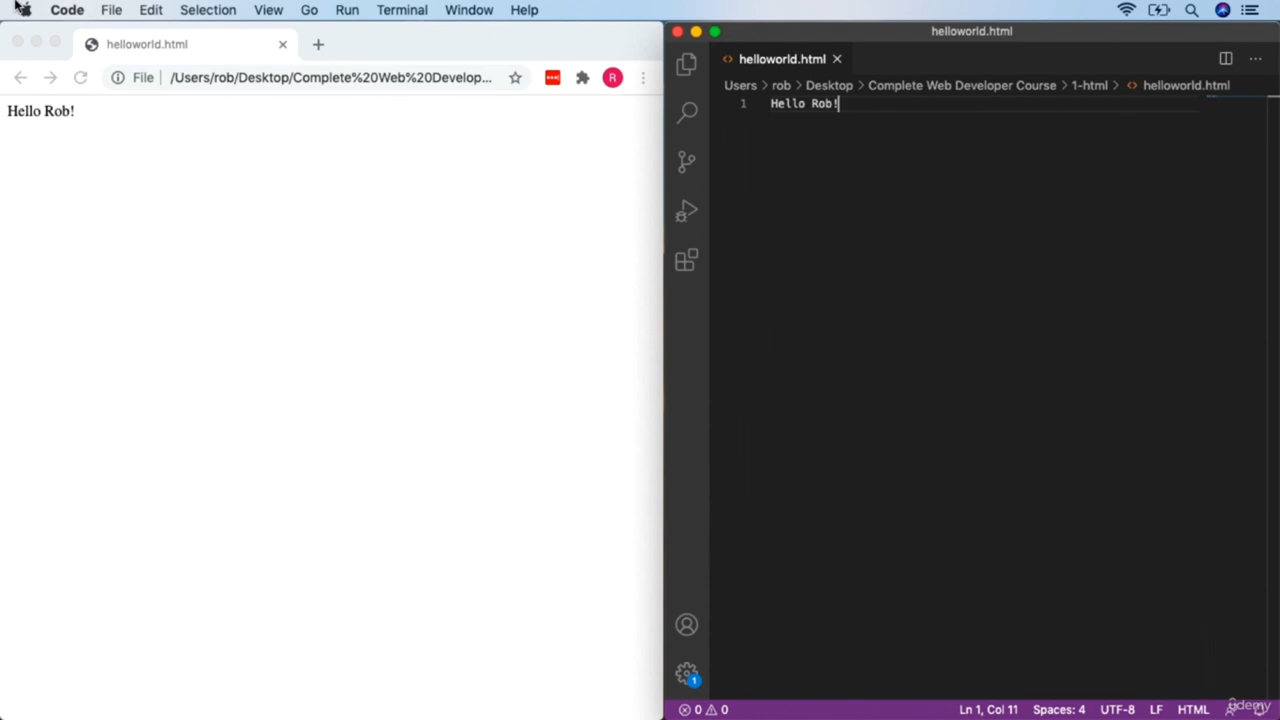 Code File Edit Selection View Go Run Terminal Window Help
helloworld.html
File /Users/rob/Desktop/Complete%20Web%20Develop... R
Hello Rob!
helloworld.html
helloworld.html
Users > rob > Desktop > Complete Web Developer Course > 1-html > helloworld.html
1 Hello Rob!
1
0 0 Ln 1, Col 11 Spaces: 4 UTF-8 LF HTML
udemy